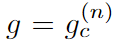 g = g_c^{(n)}